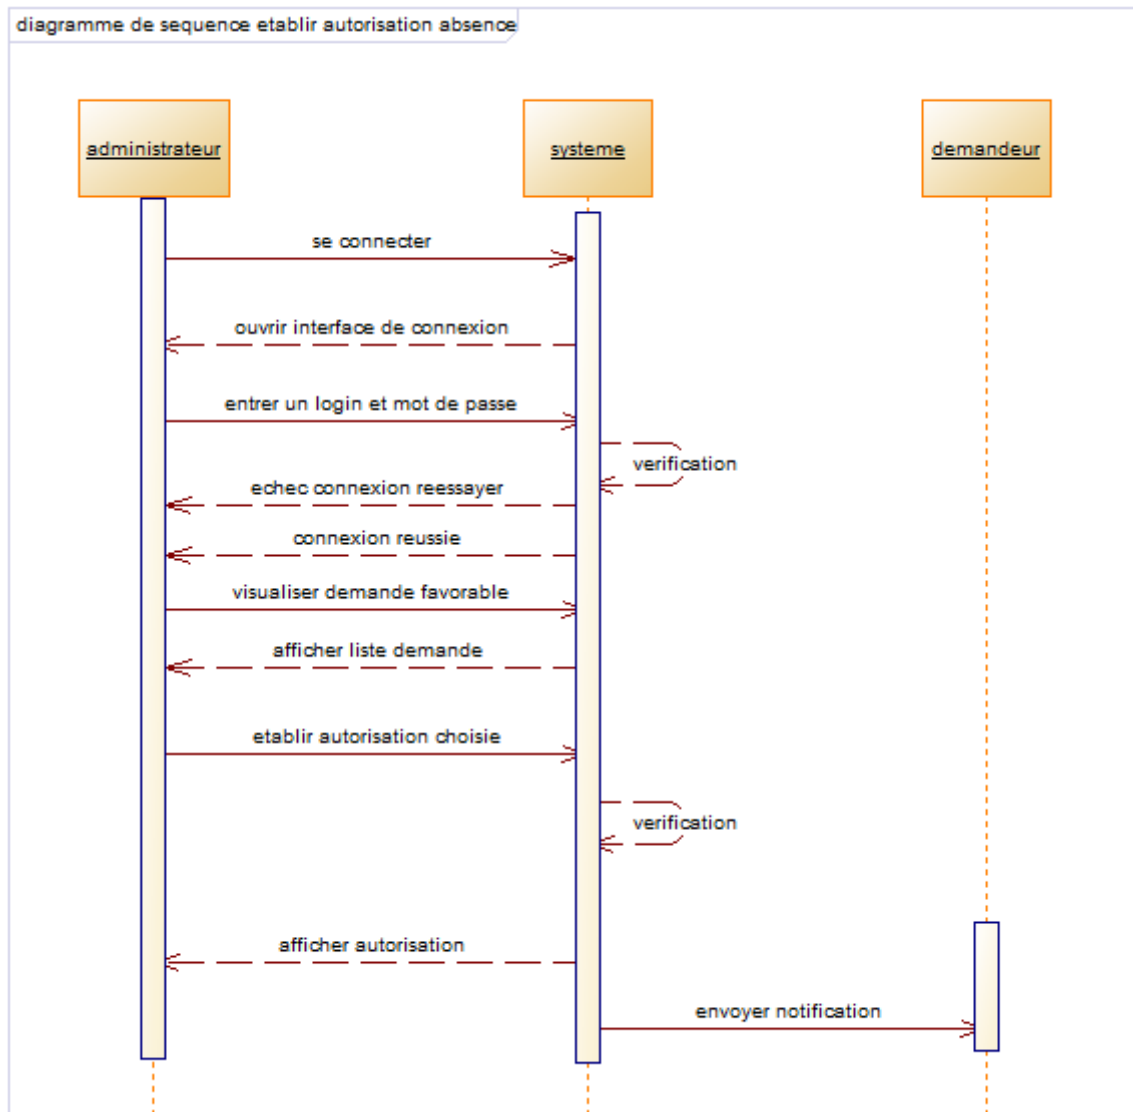 diagramme de sequence etablir autorisation absence
administrateur
systeme
demandeur
se connecter
ouvrir interface de connexion
entrer un login et mot de passe
verification
echec connexion reessayer
connexion reussie
visualiser demande favorable
afficher liste demande
etablir autorisation choisie
verification
afficher autorisation
envoyer notification